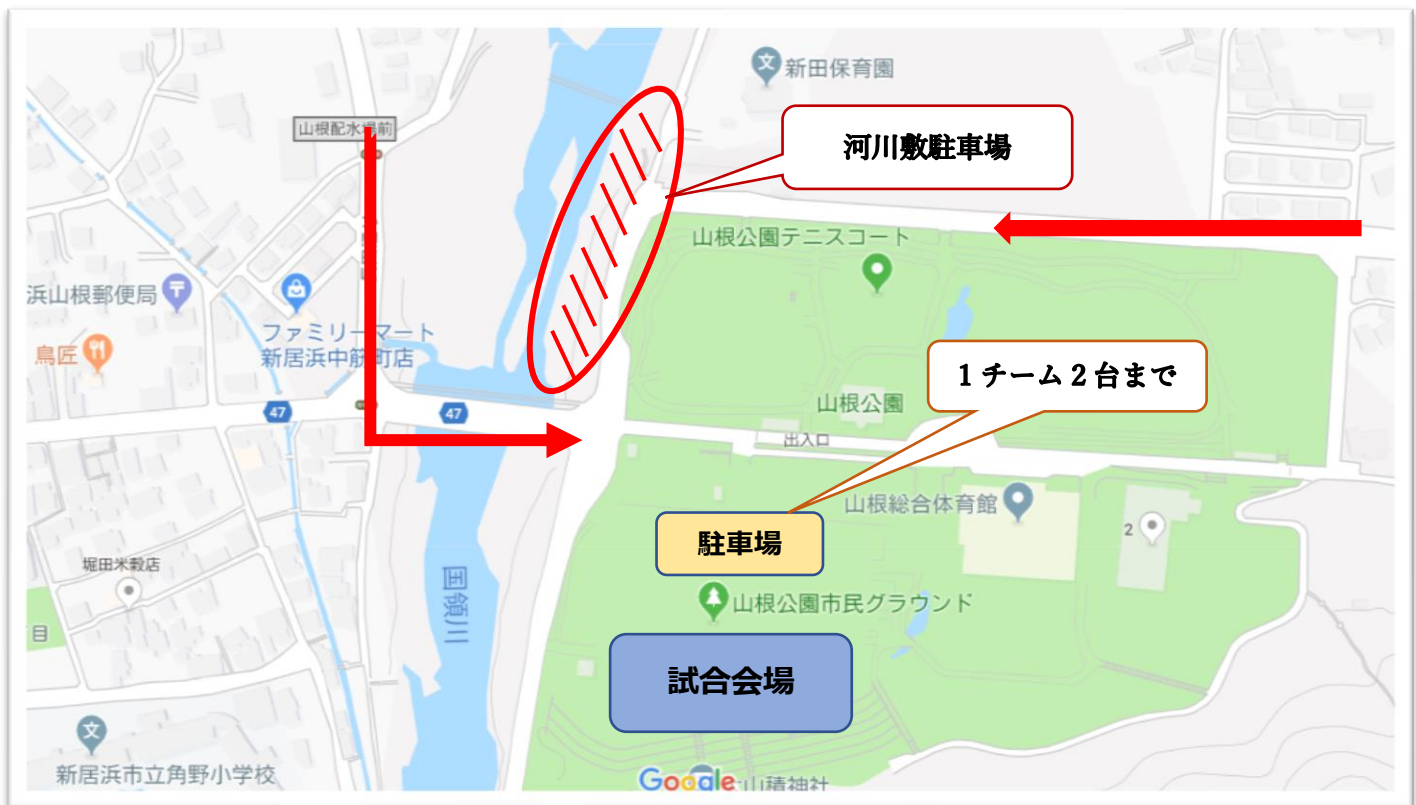 新田保育園
山根配水場前
河川敷駐車場
山根公園テニスコート
浜山根郵便局
ファミリーマート
新居浜中筋町店
鳥匠
1チーム2台まで
山根公園
47
47
出入口
山根総合体育館
2
駐車場
堀田米穀店
国領川
山根公園市民グラウンド
目
試合会場
新居浜市立角野小学校
Google
山積神社